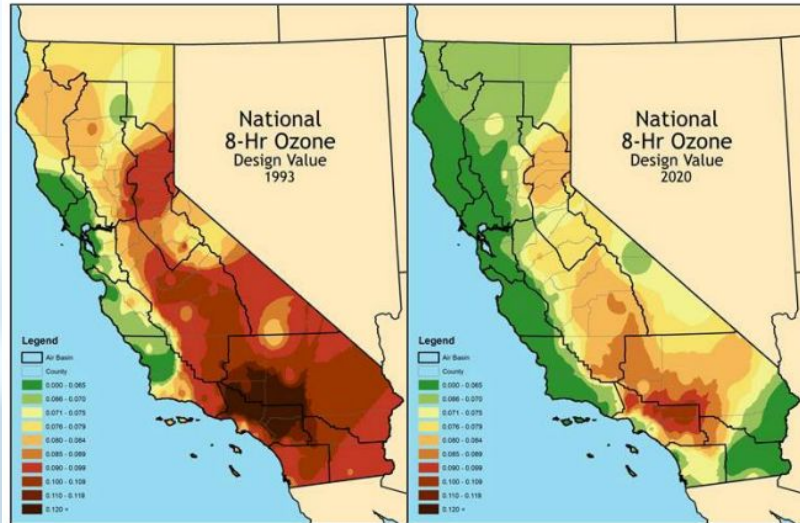 National
8-Hr Ozone
Design Value
1993
Legend
Air Basin
County
0.000 - 0.065
0.066 - 0.070
0.071 - 0.075
0.076 - 0.079
0.080 - 0.084
0.085 - 0.089
0.090 - 0.099
0.100 - 0.109
0.110 - 0.118
0.120 +
National
8-Hr Ozone
Design Value
2020
Legend
Air Basin
County
0.000 - 0.065
0.066 - 0.070
0.071 - 0.075
0.076 - 0.079
0.080 - 0.084
0.085 - 0.089
0.090 - 0.099
0.100 - 0.109
0.110 - 0.118
0.120 +